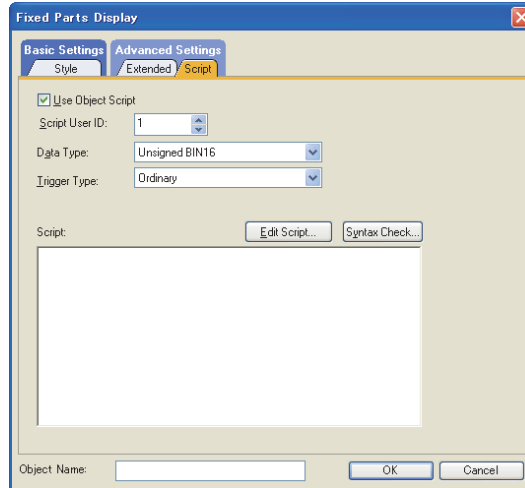 Fixed Parts Display
Basic Settings Advanced Settings
Style Extended Script
Use Object Script
Script User ID: 1
Data Type: Unsigned BIN16
Trigger Type: Ordinary
Script: Edit Script... Syntax Check...
Object Name: OK Cancel